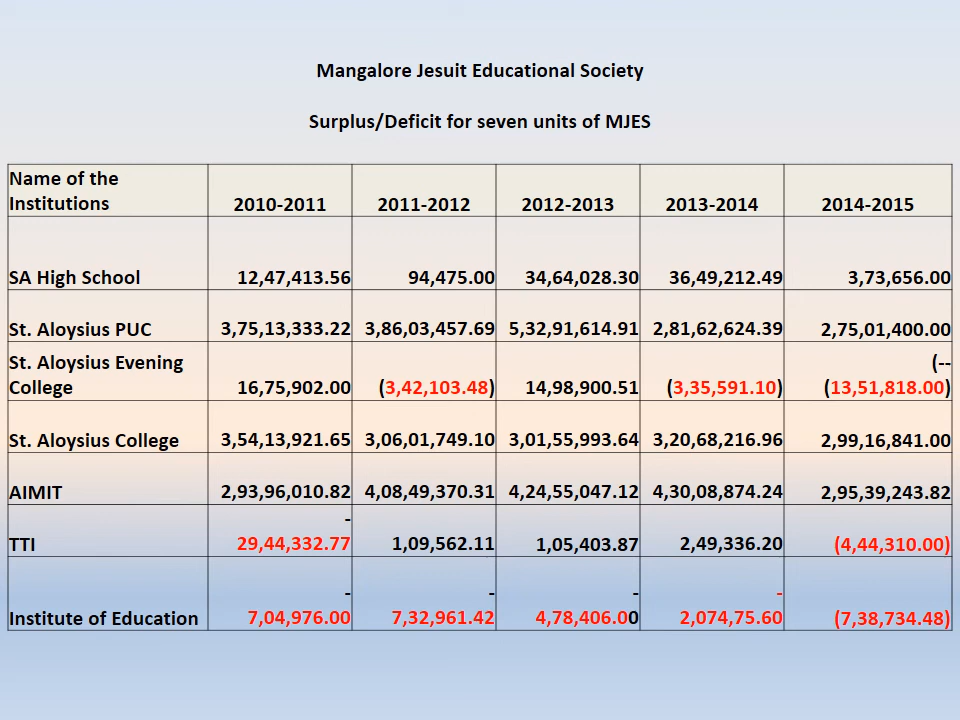 Mangalore Jesuit Educational Society
Surplus/Deficit for seven units of MJES
Name of the
Institutions 2010-2011 2011-2012 2012-2013 2013-2014 2014-2015
SA High School 12,47,413.56 94,475.00 34,64,028.30 36,49,212.49 3,73,656.00
St. Aloysius PUC 3,75,13,333.22 3,86,03,457.69 5,32,91,614.91 2,81,62,624.39 2,75,01,400.00
St. Aloysius Evening (--
College 16,75,902.00 (3,42,103.48) 14,98,900.51 (3,35,591.10) (13,51,818.00)
St. Aloysius College 3,54,13,921.65 3,06,01,749.10 3,01,55,993.64 3,20,68,216.96 2,99,16,841.00
AIMIT 2,93,96,010.82 4,08,49,370.31 4,24,55,047.12 4,30,08,874.24 2,95,39,243.82
-
TTI 29,44,332.77 1,09,562.11 1,05,403.87 2,49,336.20 (4,44,310.00)
- - - -
Institute of Education 7,04,976.00 7,32,961.42 4,78,406.00 2,074,75.60 (7,38,734.48)